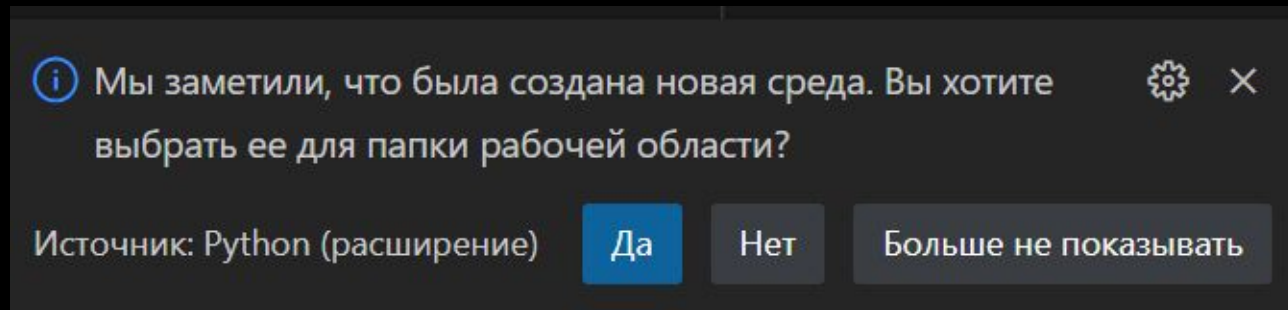 Мы заметили, что была создана новая среда. Вы хотите
выбрать ее для папки рабочей области?
Источник: Python (расширение) Да Нет Больше не показывать